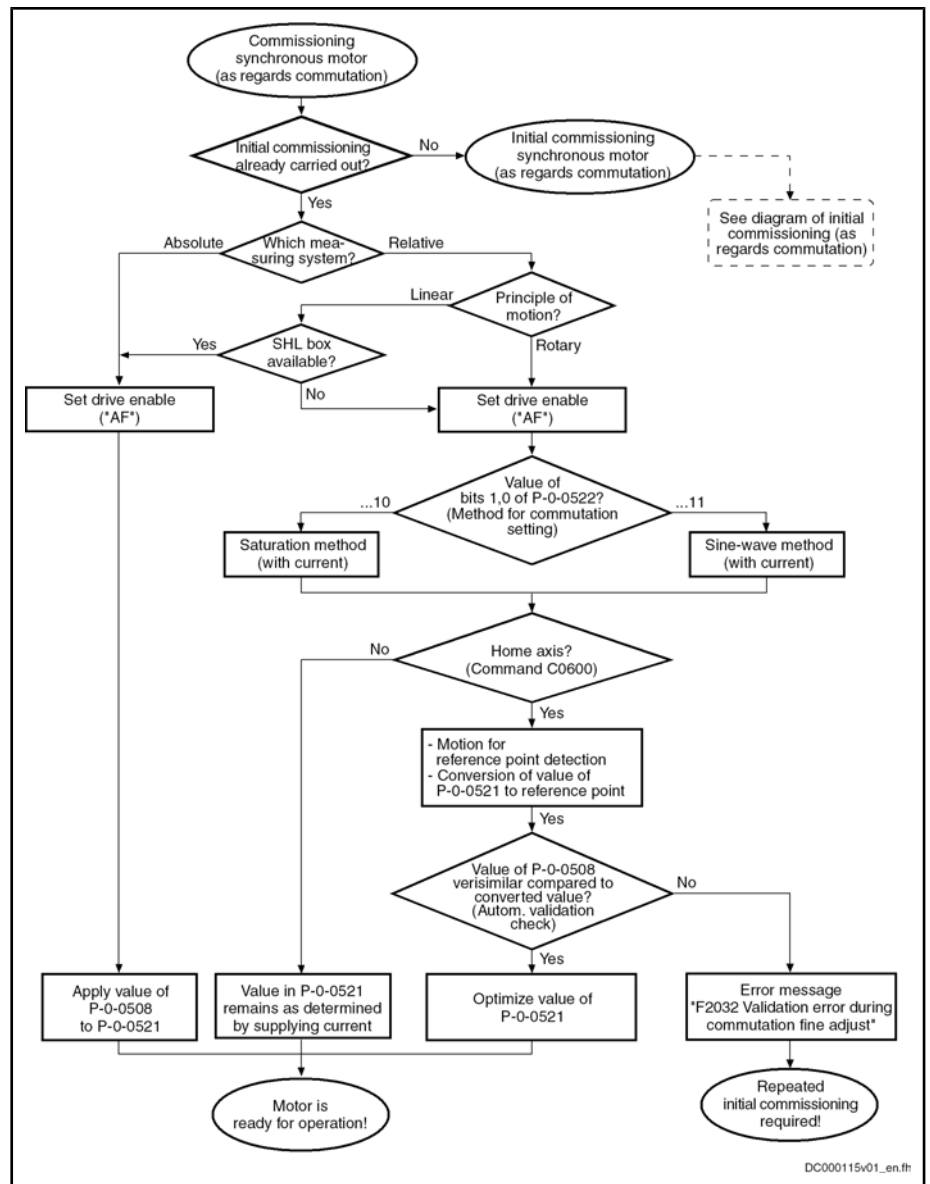 Commissioning
synchronous motor
(as regards commutation)
Initial commissioning
already carried out?
No
Initial commissioning
synchronous motor
(as regards commutation)
Yes
See diagram of initial
commissioning (as
regards commutation)
Absolute
Which mea-
suring system?
Relative
Linear
Principle of
motion?
Yes
SHL box
available?
Rotary
No
Set drive enable
("AF")
Set drive enable
("AF")
Value of
bits 1,0 of P-0-0522?
(Method for commutation
setting)
...10
...11
Saturation method
(with current)
Sine-wave method
(with current)
No
Home axis?
(Command C0600)
Yes
- Motion for
reference point detection
- Conversion of value of
P-0-0521 to reference point
Yes
Value of P-0-0508
verisimilar compared to
converted value?
(Autom. validation
check)
No
Yes
Apply value of
P-0-0508
to P-0-0521
Value in P-0-0521
remains as determined
by supplying current
Optimize value of
P-0-0521
Error message
"F2032 Validation error during
commutation fine adjust"
Motor is
ready for operation!
Repeated
initial commissioning
required!
DC000115v01_en.fh